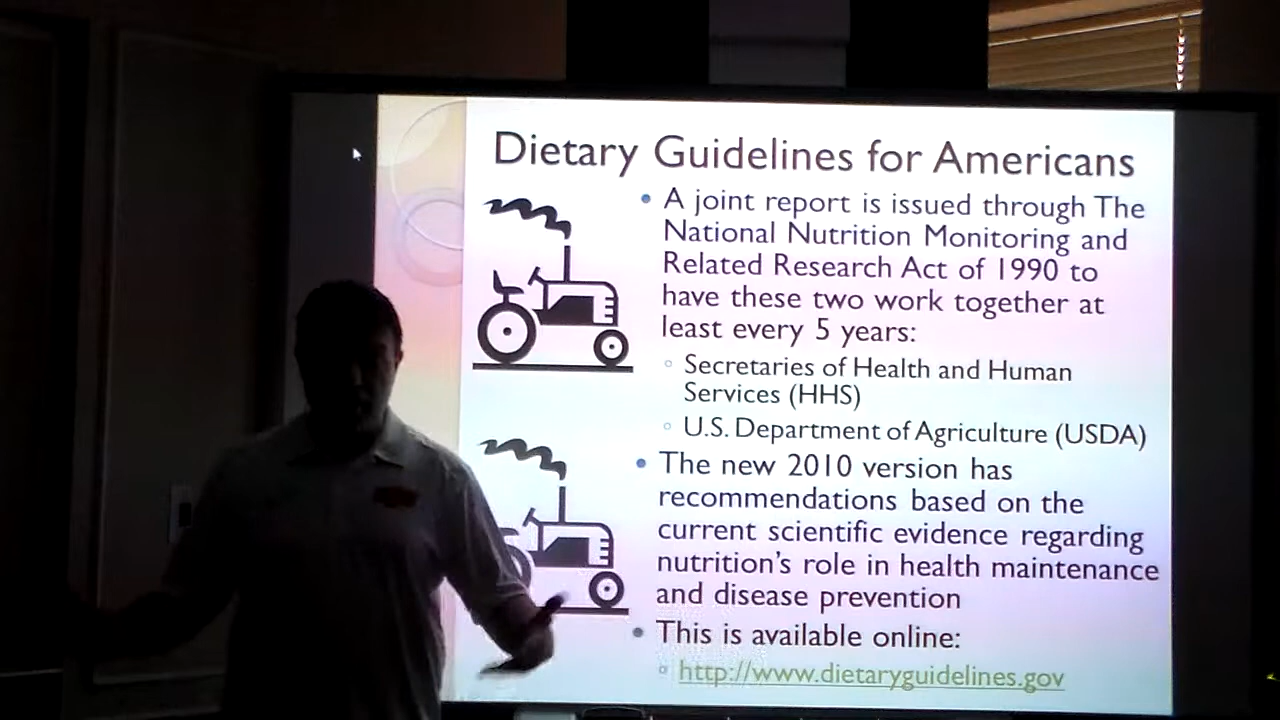 Dietary Guidelines for Americans
• A joint report is issued through The
National Nutrition Monitoring and
Related Research Act of 1990 to
have these two work together at
least every 5 years:
◦ Secretaries of Health and Human
Services (HHS)
◦ U.S. Department of Agriculture (USDA)
• The new 2010 version has
recommendations based on the
current scientific evidence regarding
nutrition's role in health maintenance
and disease prevention
• This is available online:
◦ http://www.dietaryguidelines.gov